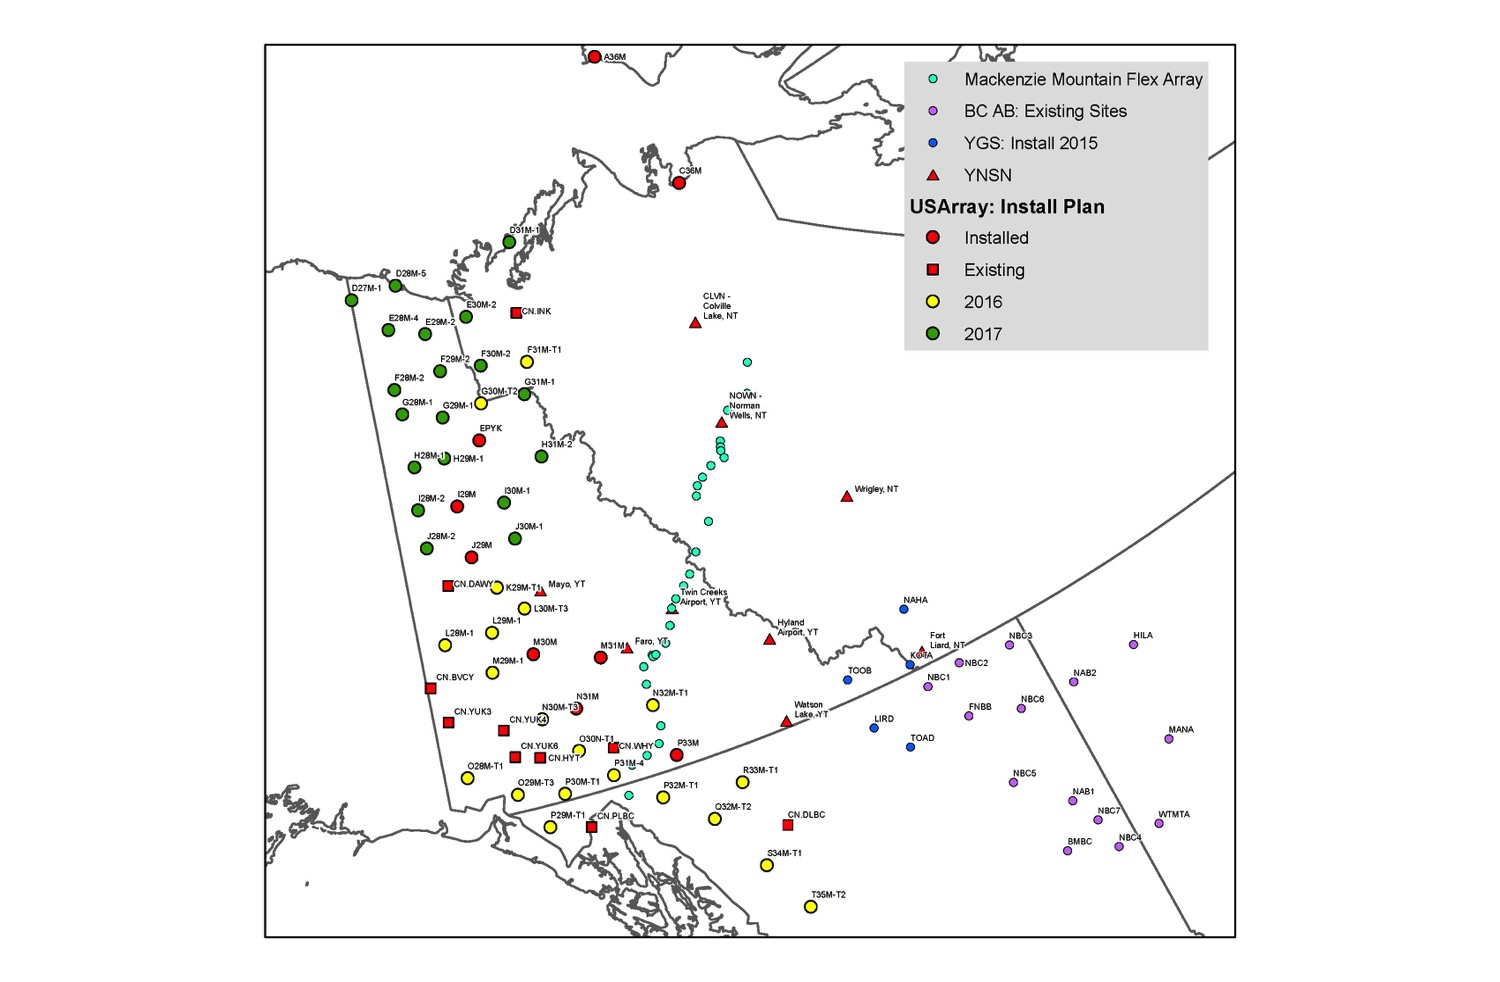 A36M
Mackenzie Mountain Flex Array
BC AB: Existing Sites
YGS: Install 2015
YNSN
USArray: Install Plan
Installed
Existing
2016
2017
C36M
D31M-1
D28M-5
D27M-1
E30M-2
CN.INK
CLVN -
Colville
Lake, NT
E28M-4
E29M-2
F31M-T1
F29M-2
F30M-2
F28M-2
G31M-1
G30M-T2
NOWN -
Norman
Wells, NT
G28M-1
G29M-1
EPYK
H31M-2
H28M-1
H29M-1
Wrigley, NT
I28M-2
I29M
I30M-1
J30M-1
J28M-2
J29M
CN.DAWY
K29M-T1
Mayo, YT
Twin Creeks
Airport, YT
NAHA
L30M-T3
L29M-1
L28M-1
Hyland
Airport, YT
M30M
M31M
Faro, YT
Fort
Liard, NT
NBC3
HILA
KOTA
M29M-1
TOOB
NBC2
CN.BVCY
NBC1
NAB2
N31M
N32M-T1
N30M-T3
CN.YUK3
CN.YUK4
Watson
Lake, YT
NBC6
FNBB
LIRD
MANA
O30N-T1
CN.YUK6
CN.HYT
CN.WHY
P33M
TOAD
P31M-4
O28M-T1
R33M-T1
NBC5
O29M-T3
P30M-T1
P32M-T1
NAB1
Q32M-T2
NBC7
P29M-T1
CN.PLBC
CN.DLBC
WTMTA
BMBC
NBC4
S34M-T1
T35M-T2